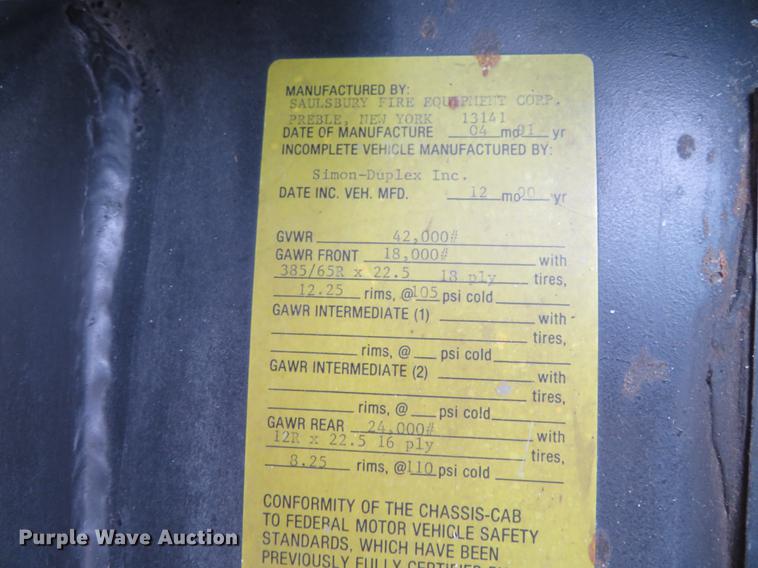 MANUFACTURED BY:
SAULSBURY FIRE EQUIPMENT CORP.
PREBLE, NEW YORK 13141
DATE OF MANUFACTURE 04 mo 91 yr
INCOMPLETE VEHICLE MANUFACTURED BY:
Simon-Duplex Inc.
DATE INC. VEH. MFD. 12 mo 90 yr
GVWR 42,000#
GAWR FRONT 18,000# with
385/65R x 22.5 18 ply tires,
12.25 rims, @ 105 psi cold
GAWR INTERMEDIATE (1) with
tires,
rims, @ psi cold
GAWR INTERMEDIATE (2) with
tires,
rims, @ psi cold
GAWR REAR 24,000# with
12R x 22.5 16 ply tires,
8.25 rims, @ 110 psi cold
CONFORMITY OF THE CHASSIS-CAB
TO FEDERAL MOTOR VEHICLE SAFETY
STANDARDS, WHICH HAVE BEEN
PREVIOUSLY FULLY CERTIFIED
Purple Wave Auction